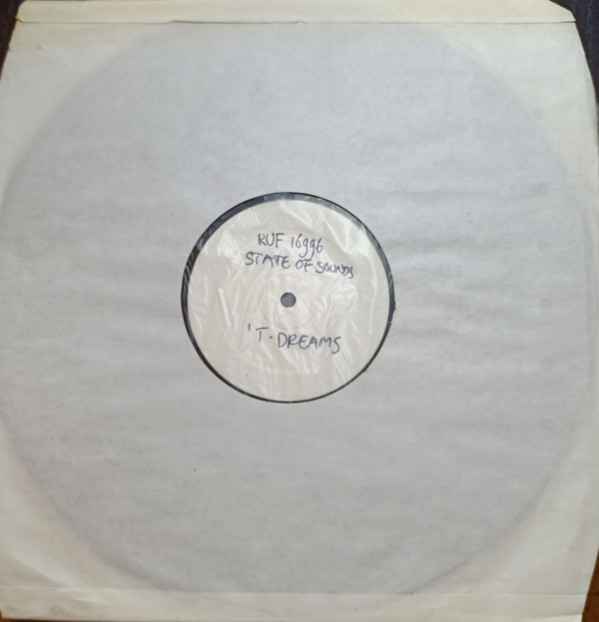 RUF 16996
STATE OF SOUNDS
'T. DREAMS